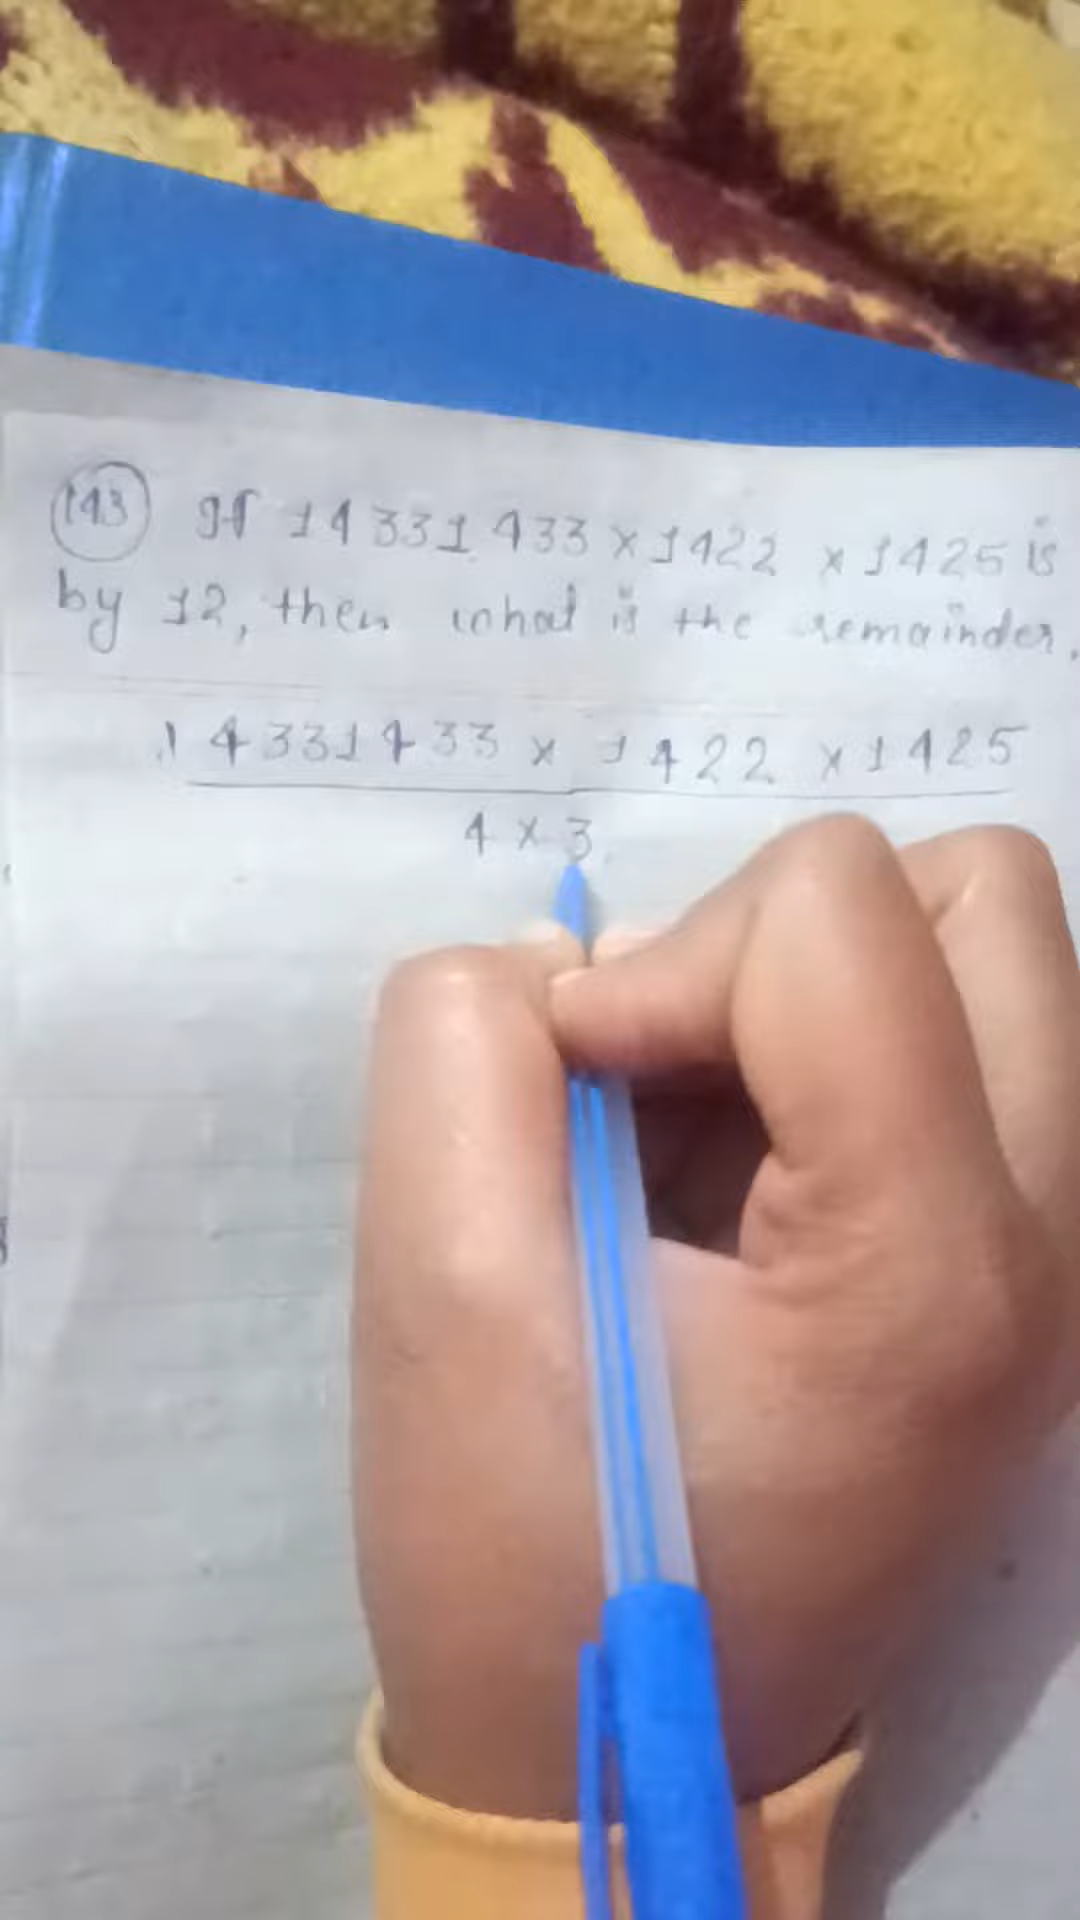 143 If 14331433 × 1422 × 1425 is
by 12, then what is the remainder.
14331433 × 1422 × 1425
4 × 3